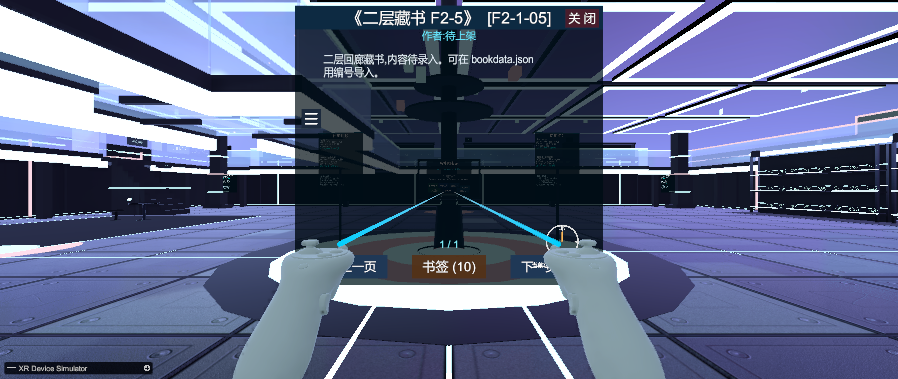 《二层藏书 F2-5》 [F2-1-05]
关 闭
作者:待上架
二层回廊藏书,内容待录入。可在 bookdata.json
用编号导入。
1/1
一页
书签 (10)
下
XR Device Simulator